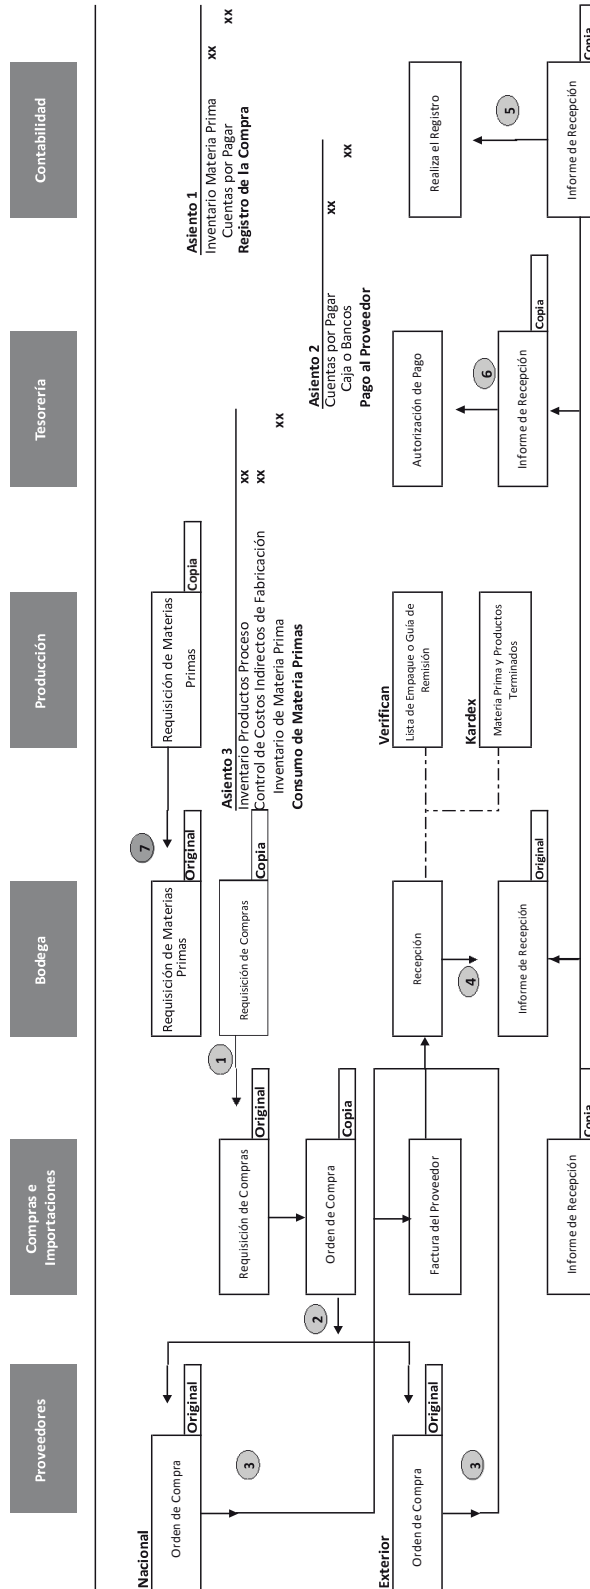 Proveedores
Compras e
Importaciones
Bodega
Producción
Tesorería
Contabilidad
Nacional
Orden de Compra
Original
3
Exterior
Orden de Compra
Original
3
2
Requisición de Compras
Original
Orden de Compra
Copia
Factura del Proveedor
Informe de Recepción
Copia
1
Requisición de Materias
Primas
Original
7
Requisición de Compras
Copia
Recepción
4
Informe de Recepción
Original
Requisición de Materias
Primas
Copia
Asiento 3
Inventario Productos Proceso
xx
Control de Costos Indirectos de Fabricación
xx
Inventario de Materia Prima
xx
Consumo de Materia Primas
Verifican
Lista de Empaque o Guía de
Remisión
Kardex
Materia Prima y Productos
Terminados
Asiento 2
Cuentas por Pagar
xx
Caja o Bancos
xx
Pago al Proveedor
Autorización de Pago
6
Informe de Recepción
Copia
Asiento 1
Inventario Materia Prima
xx
Cuentas por Pagar
xx
Registro de la Compra
Realiza el Registro
5
Informe de Recepción
Copia